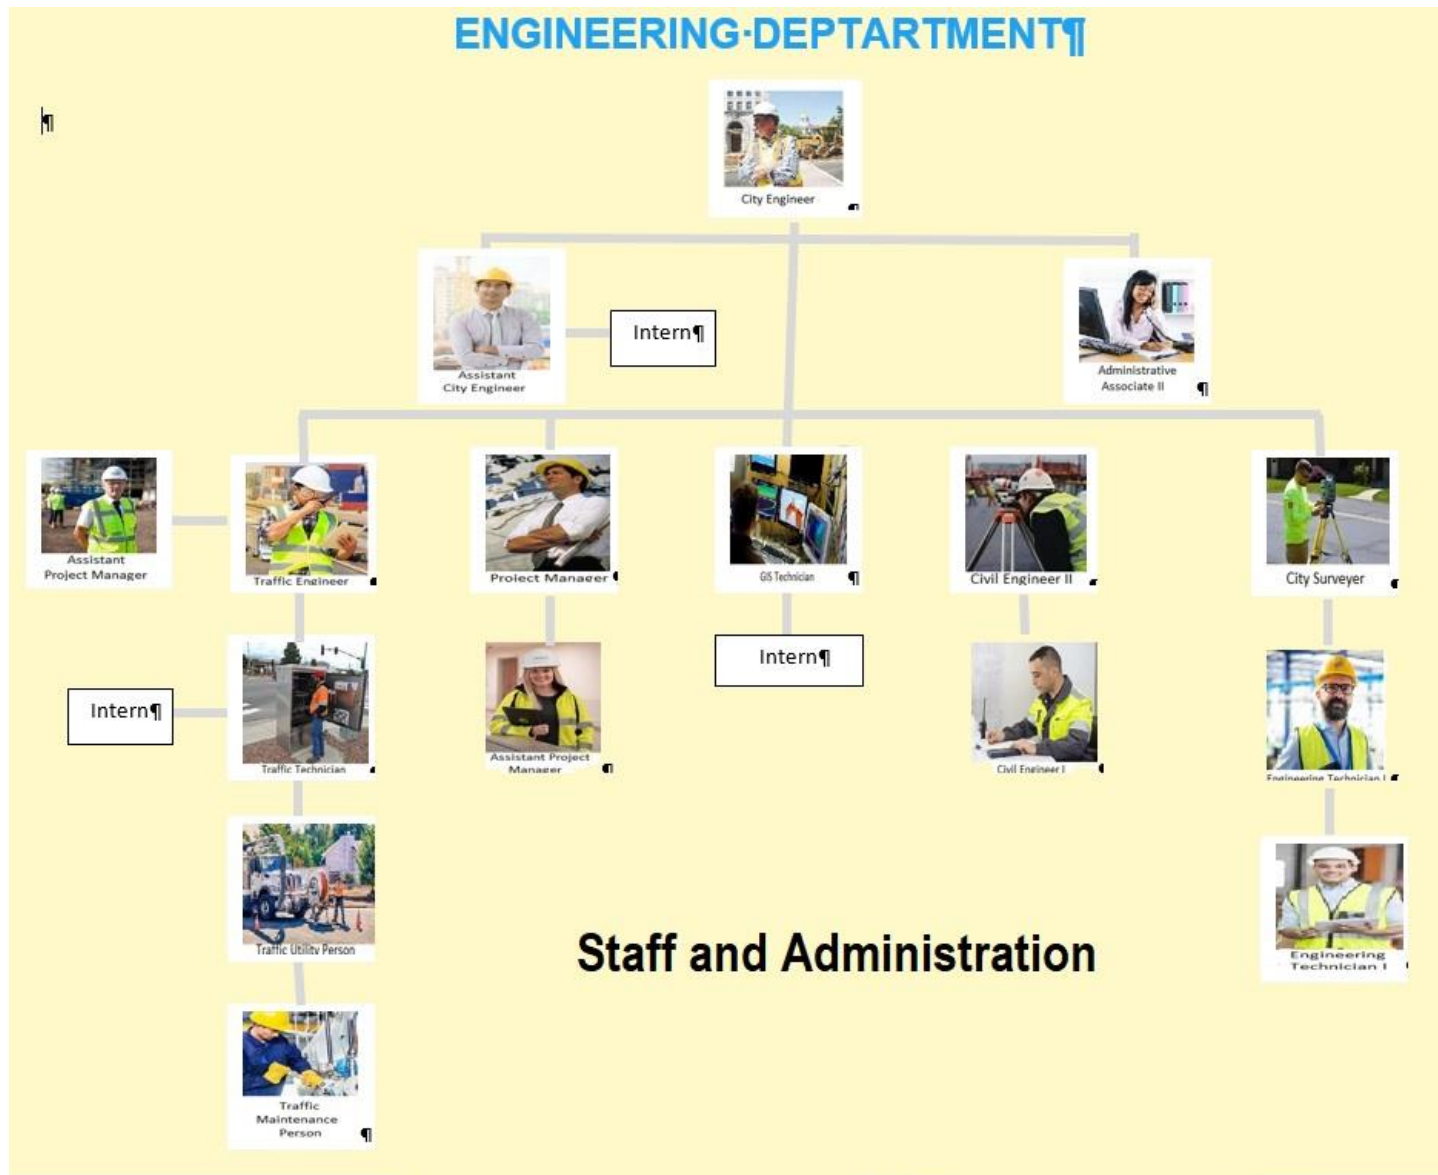 ENGINEERING·DEPTARTMENT¶
¶
City Engineer ¶
Assistant
City Engineer
Intern¶
Administrative
Associate II ¶
Assistant
Project Manager
Traffic Engineer ¶
Project Manager ¶
GIS Technician ¶
Civil Engineer II ¶
City Surveyer ¶
Intern¶
Traffic Technician ¶
Assistant Project
Manager ¶
Intern¶
Civil Engineer I ¶
Engineering Technician I ¶
Traffic Utility Person
Staff and Administration
Engineering
Technician I
Traffic
Maintenance
Person ¶